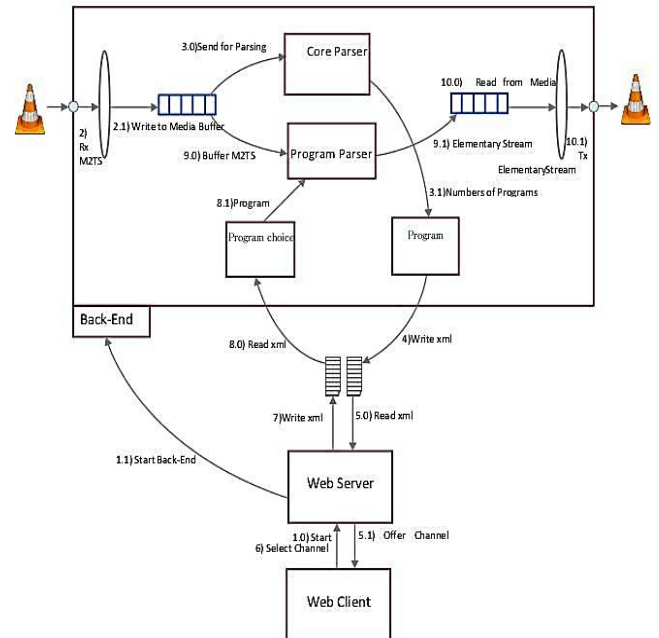 3.0)Send for Parsing
Core Parser
10.0) Read from Media
2)
Rx
M2TS
2.1) Write to Media Buffer
9.0) Buffer M2TS
Program Parser
9.1) Elementary Stream
10.1)
Tx
ElementaryStream
8.1)Program
3.1)Numbers of Programs
Program choice
Program
Back-End
8.0) Read xml
4)Write xml
7)Write xml
5.0) Read xml
1.1) Start Back-End
Web Server
1.0) Start
6) Select Channel
5.1) Offer Channel
Web Client